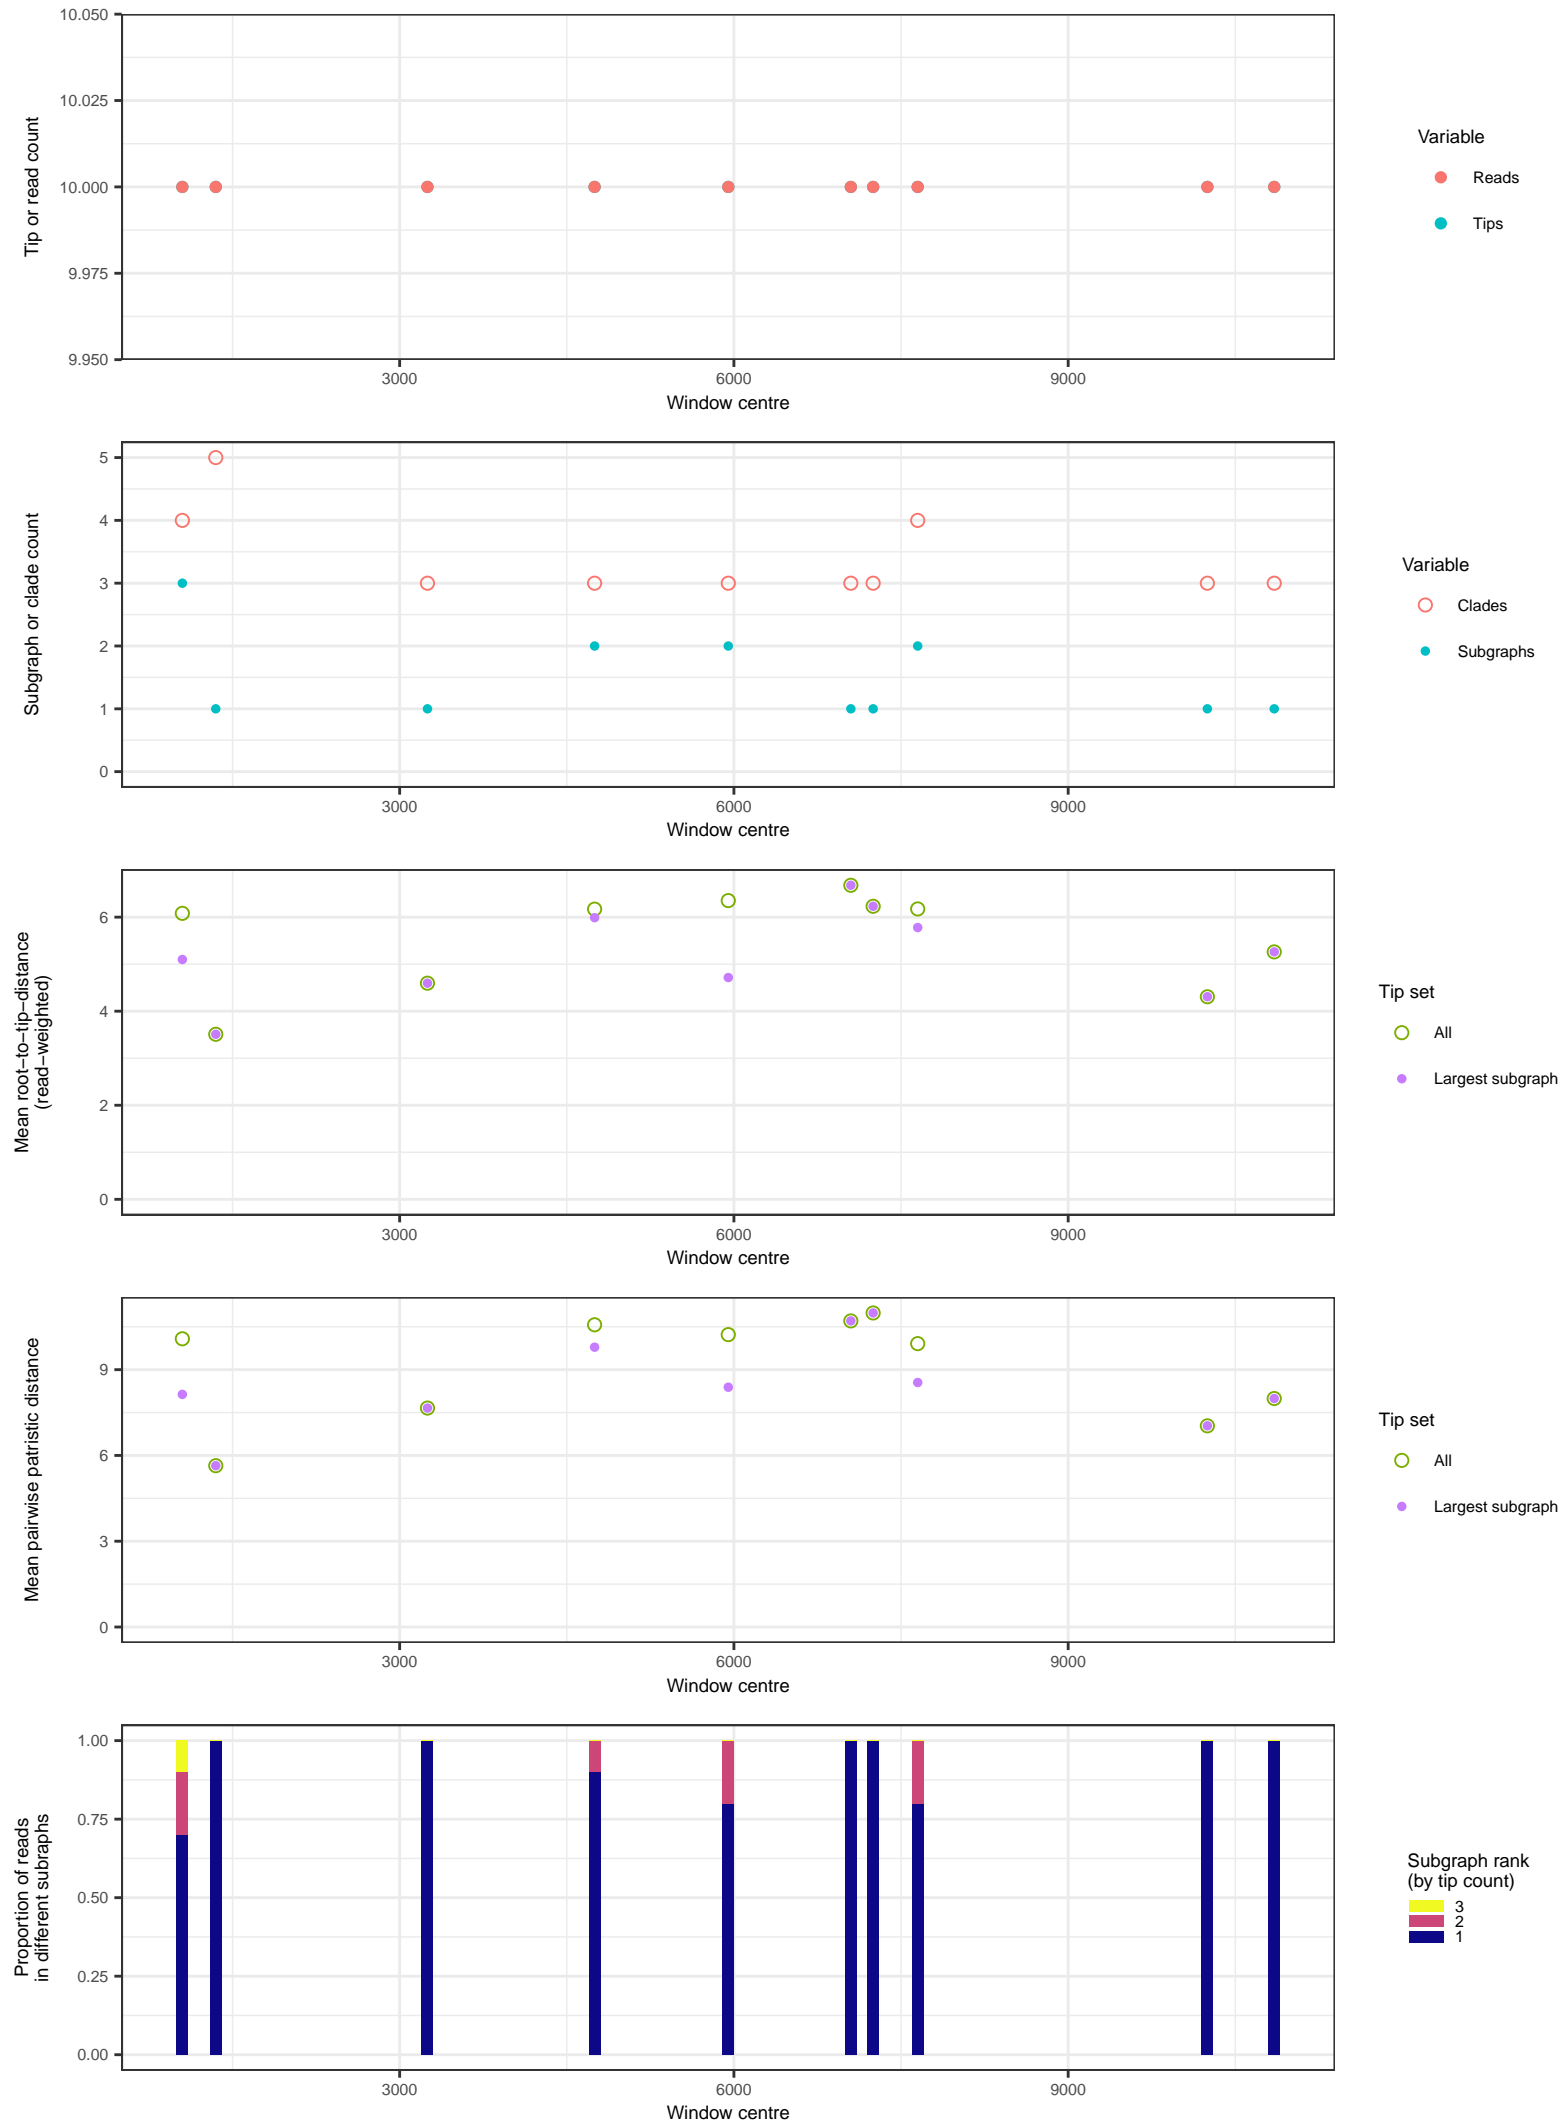 10.050
10.025
10.000
9.975
9.950
Tip or read count
3000
6000
9000
Window centre
Variable
Reads
Tips
5
4
3
2
1
0
Subgraph or clade count
3000
6000
9000
Window centre
Variable
Clades
Subgraphs
6
4
2
0
Mean root−to−tip−distance
(read−weighted)
3000
6000
9000
Window centre
Tip set
All
Largest subgraph
9
6
3
0
Mean pairwise patristic distance
3000
6000
9000
Window centre
Tip set
All
Largest subgraph
1.00
0.75
0.50
0.25
0.00
Proportion of reads
in different subraphs
3000
6000
9000
Window centre
Subgraph rank
(by tip count)
3
2
1